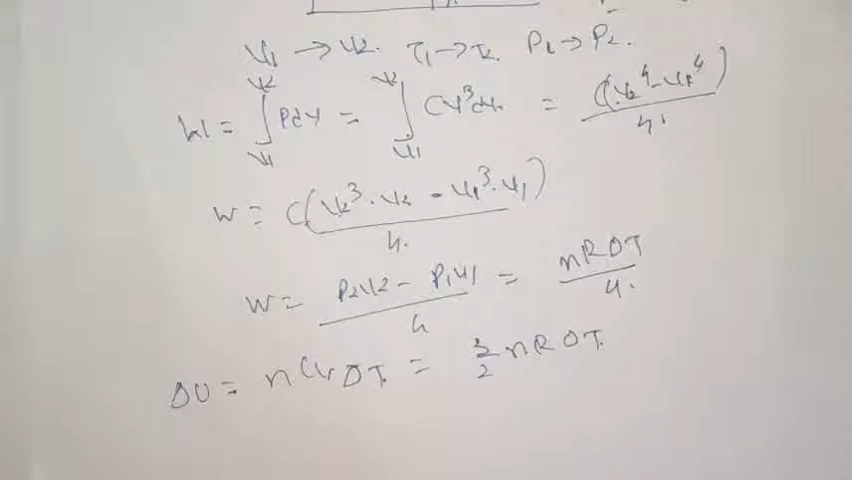 V₁ → V₂. T₁→T₂. P₁→P₂.
W = ∫_{V₁}^{V₂} PdV = ∫_{V₁}^{V₂} CV³dV. = C(V₂⁴-V₁⁴)/4.
W = C(V₂³.V₂ - V₁³.V₁)/4.
W = P₂V₂ - P₁V₁/4 = nRΔT/4.
ΔU = nCvΔT. = 3/2 nRΔT.